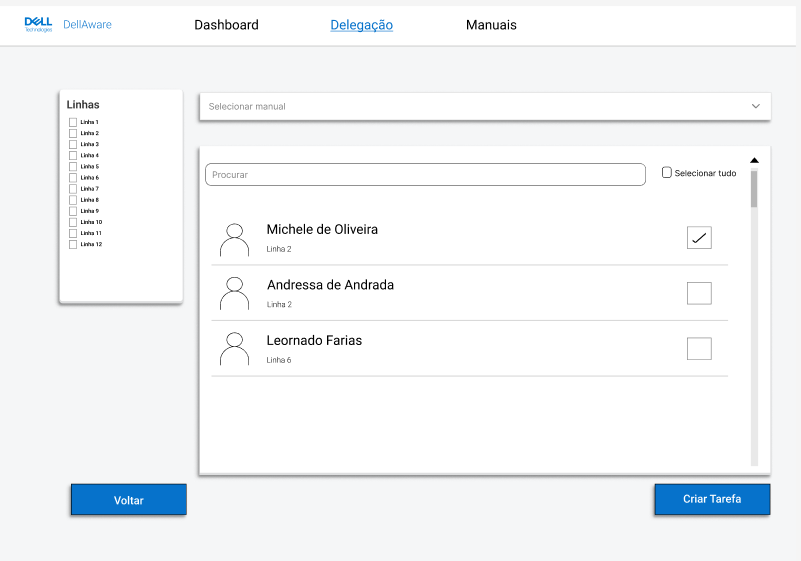 DELL
Technologies
DellAware
Dashboard
Delegação
Manuais
Linhas
Linha 1
Linha 2
Linha 3
Linha 4
Linha 5
Linha 6
Linha 7
Linha 8
Linha 9
Linha 10
Linha 11
Linha 12
Selecionar manual
Procurar
Selecionar tudo
Michele de Oliveira
Linha 2
Andressa de Andrada
Linha 2
Leornado Farias
Linha 6
Voltar
Criar Tarefa